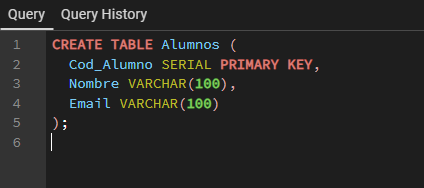 Query Query History
1 CREATE TABLE Alumnos (
2 Cod_Alumno SERIAL PRIMARY KEY,
3 Nombre VARCHAR(100),
4 Email VARCHAR(100)
5 );
6